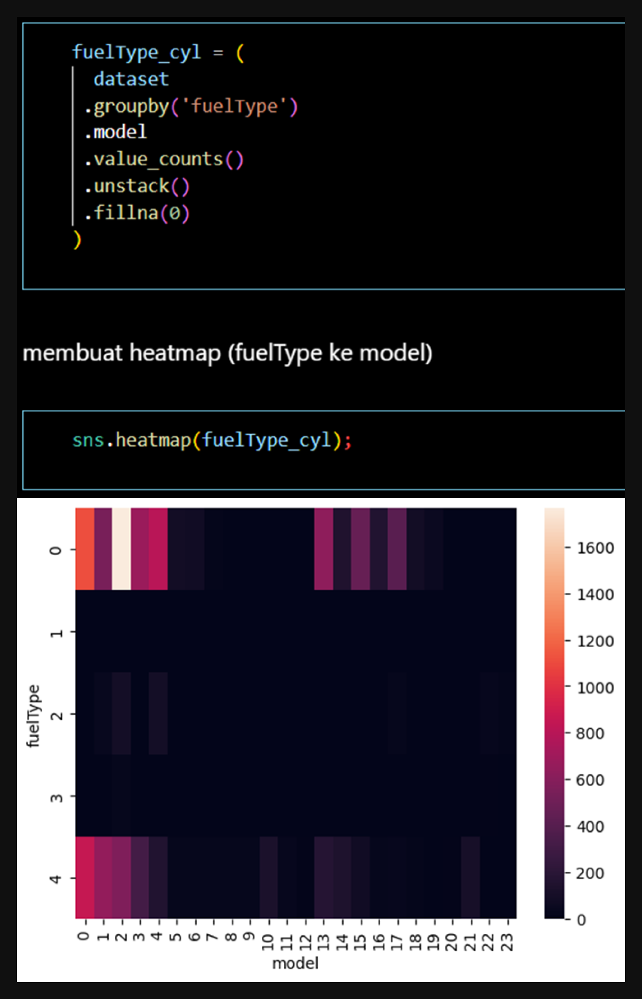 fuelType_cyl = (
dataset
.groupby('fuelType')
.model
.value_counts()
.unstack()
.fillna(0)
)
membuat heatmap (fuelType ke model)
sns.heatmap(fuelType_cyl);
0
1
2
3
4
fuelType
0 1 2 3 4 5 6 7 8 9 10 11 12 13 14 15 16 17 18 19 20 21 22 23
model
1600
1400
1200
1000
800
600
400
200
0